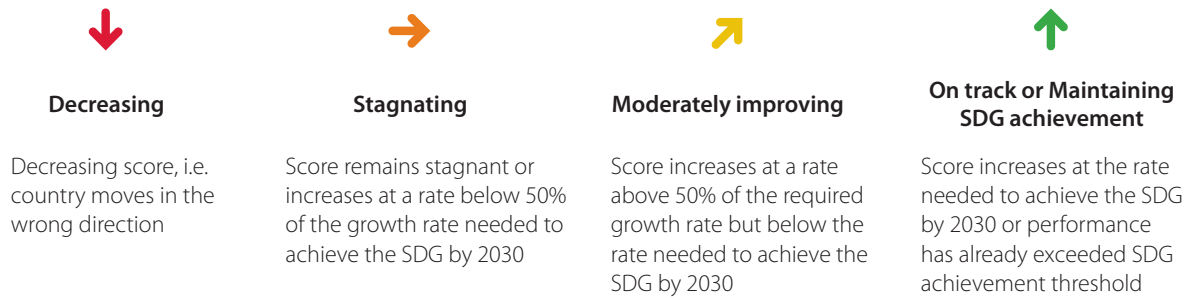 Decreasing
Decreasing score, i.e.
country moves in the
wrong direction
Stagnating
Score remains stagnant or
increases at a rate below 50%
of the growth rate needed to
achieve the SDG by 2030
Moderately improving
Score increases at a rate
above 50% of the required
growth rate but below the
rate needed to achieve the
SDG by 2030
On track or Maintaining
SDG achievement
Score increases at the rate
needed to achieve the SDG
by 2030 or performance
has already exceeded SDG
achievement threshold